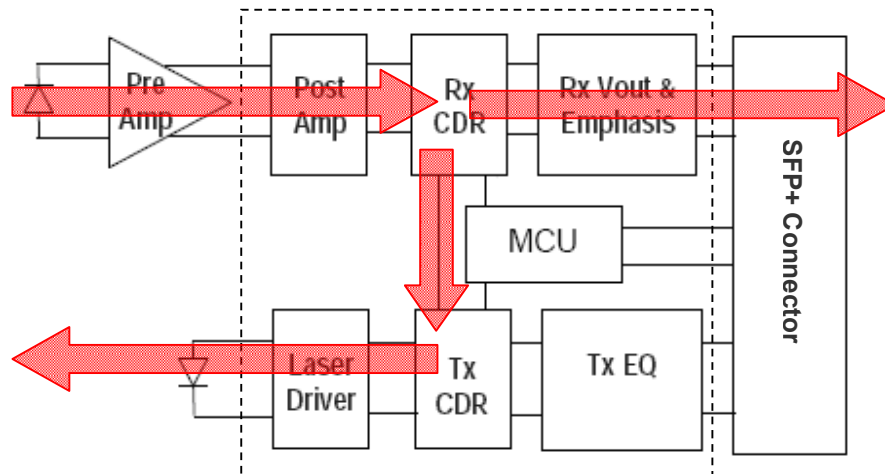 Pre
Amp
Post
Amp
Rx
CDR
Rx Vout &
Emphasis
SFP+ Connector
MCU
Laser
Driver
Tx
CDR
Tx EQ